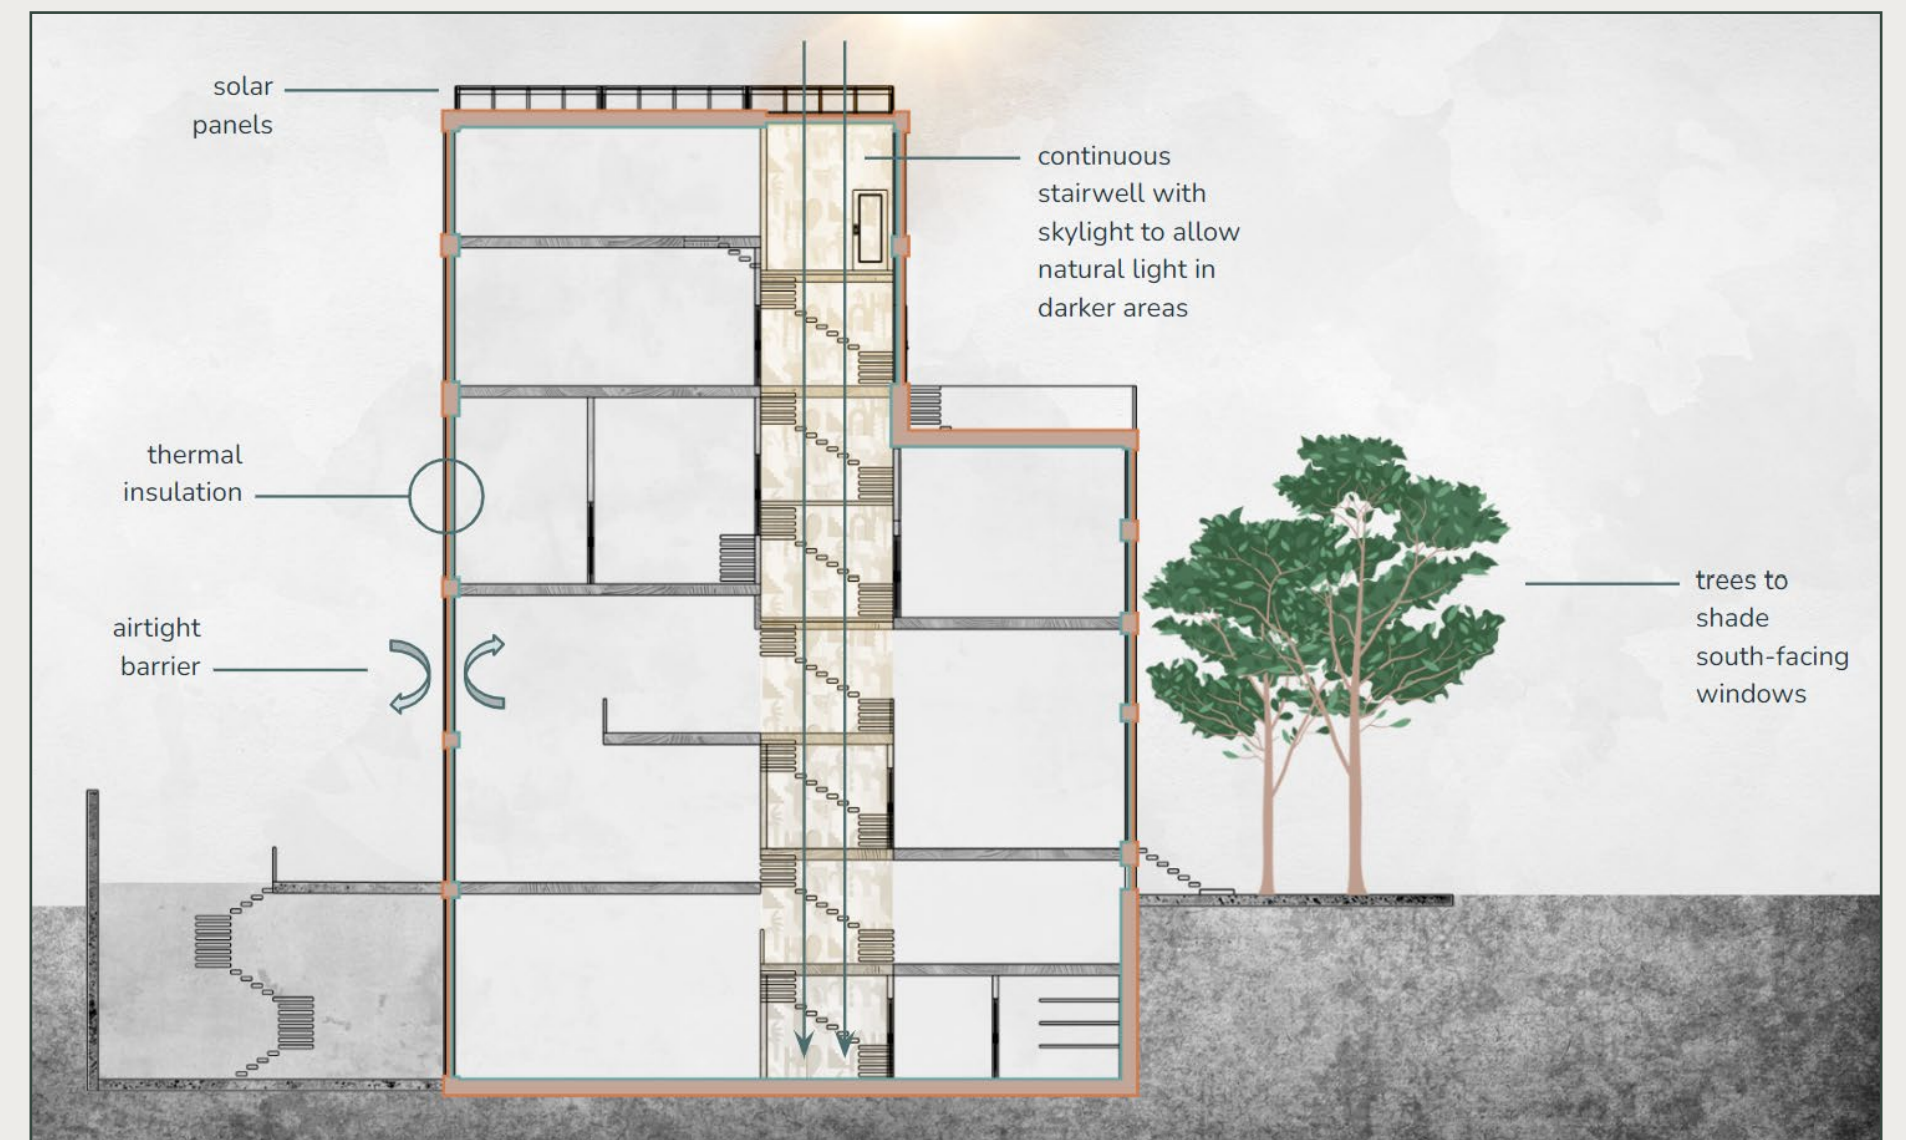 solar
panels
continuous
stairwell with
skylight to allow
natural light in
darker areas
thermal
insulation
airtight
barrier
trees to
shade
south-facing
windows